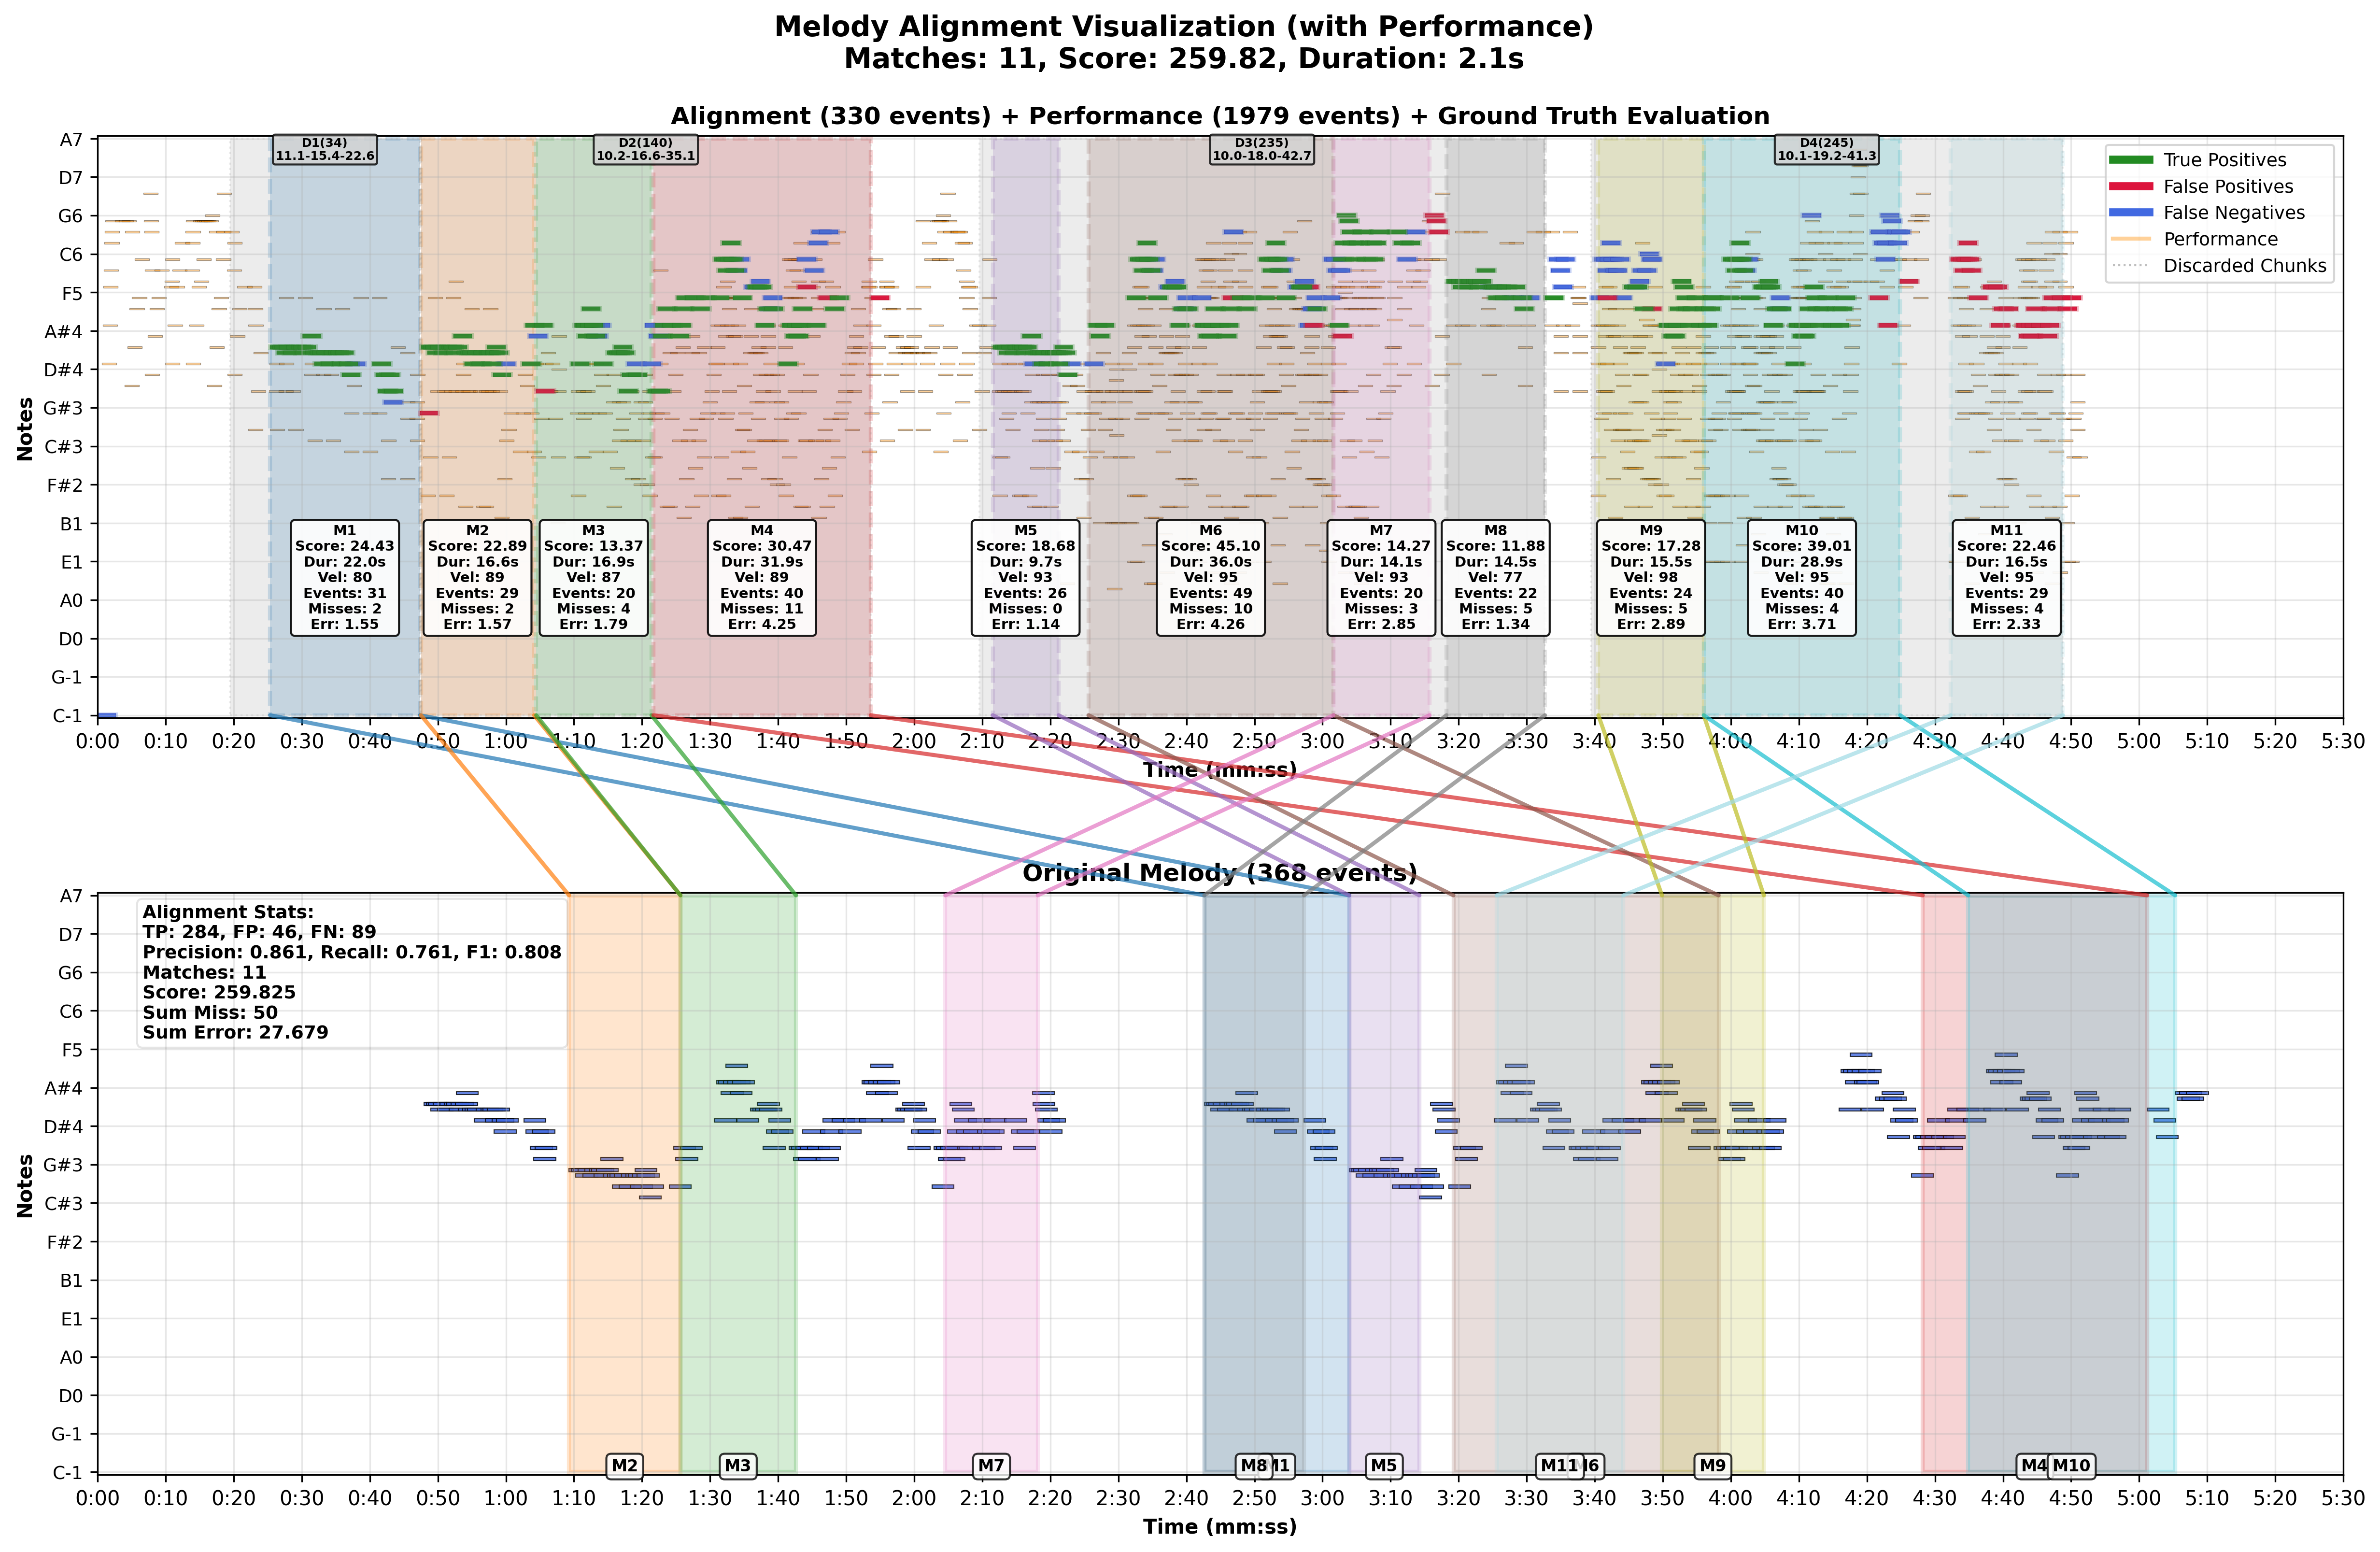 Melody Alignment Visualization (with Performance)
Matches: 11, Score: 259.82, Duration: 2.1s
Alignment (330 events) + Performance (1979 events) + Ground Truth Evaluation
A7
D7
G6
C6
F5
A#4
D#4
G#3
C#3
F#2
B1
E1
A0
D0
G-1
C-1
Notes
D1(34)
11.1-15.4-22.6
D2(140)
10.2-16.6-35.1
D3(235)
10.0-18.0-42.7
D4(245)
10.1-19.2-41.3
True Positives
False Positives
False Negatives
Performance
Discarded Chunks
M1
Score: 24.43
Dur: 22.0s
Vel: 80
Events: 31
Misses: 2
Err: 1.55
M2
Score: 22.89
Dur: 16.6s
Vel: 89
Events: 29
Misses: 2
Err: 1.57
M3
Score: 13.37
Dur: 16.9s
Vel: 87
Events: 20
Misses: 4
Err: 1.79
M4
Score: 30.47
Dur: 31.9s
Vel: 89
Events: 40
Misses: 11
Err: 4.25
M5
Score: 18.68
Dur: 9.7s
Vel: 93
Events: 26
Misses: 0
Err: 1.14
M6
Score: 45.10
Dur: 36.0s
Vel: 95
Events: 49
Misses: 10
Err: 4.26
M7
Score: 14.27
Dur: 14.1s
Vel: 93
Events: 20
Misses: 3
Err: 2.85
M8
Score: 11.88
Dur: 14.5s
Vel: 77
Events: 22
Misses: 5
Err: 1.34
M9
Score: 17.28
Dur: 15.5s
Vel: 98
Events: 24
Misses: 5
Err: 2.89
M10
Score: 39.01
Dur: 28.9s
Vel: 95
Events: 40
Misses: 4
Err: 3.71
M11
Score: 22.46
Dur: 16.5s
Vel: 95
Events: 29
Misses: 4
Err: 2.33
0:00 0:10 0:20 0:30 0:40 0:50 1:00 1:10 1:20 1:30 1:40 1:50 2:00 2:10 2:20 2:30 2:40 2:50 3:00 3:10 3:20 3:30 3:40 3:50 4:00 4:10 4:20 4:30 4:40 4:50 5:00 5:10 5:20 5:30
Time (mm:ss)
Original Melody (368 events)
A7
D7
G6
C6
F5
A#4
D#4
G#3
C#3
F#2
B1
E1
A0
D0
G-1
C-1
Notes
Alignment Stats:
TP: 284, FP: 46, FN: 89
Precision: 0.861, Recall: 0.761, F1: 0.808
Matches: 11
Score: 259.825
Sum Miss: 50
Sum Error: 27.679
M2 M3 M7 M8 M5 M11 M9 M4 M10
0:00 0:10 0:20 0:30 0:40 0:50 1:00 1:10 1:20 1:30 1:40 1:50 2:00 2:10 2:20 2:30 2:40 2:50 3:00 3:10 3:20 3:30 3:40 3:50 4:00 4:10 4:20 4:30 4:40 4:50 5:00 5:10 5:20 5:30
Time (mm:ss)